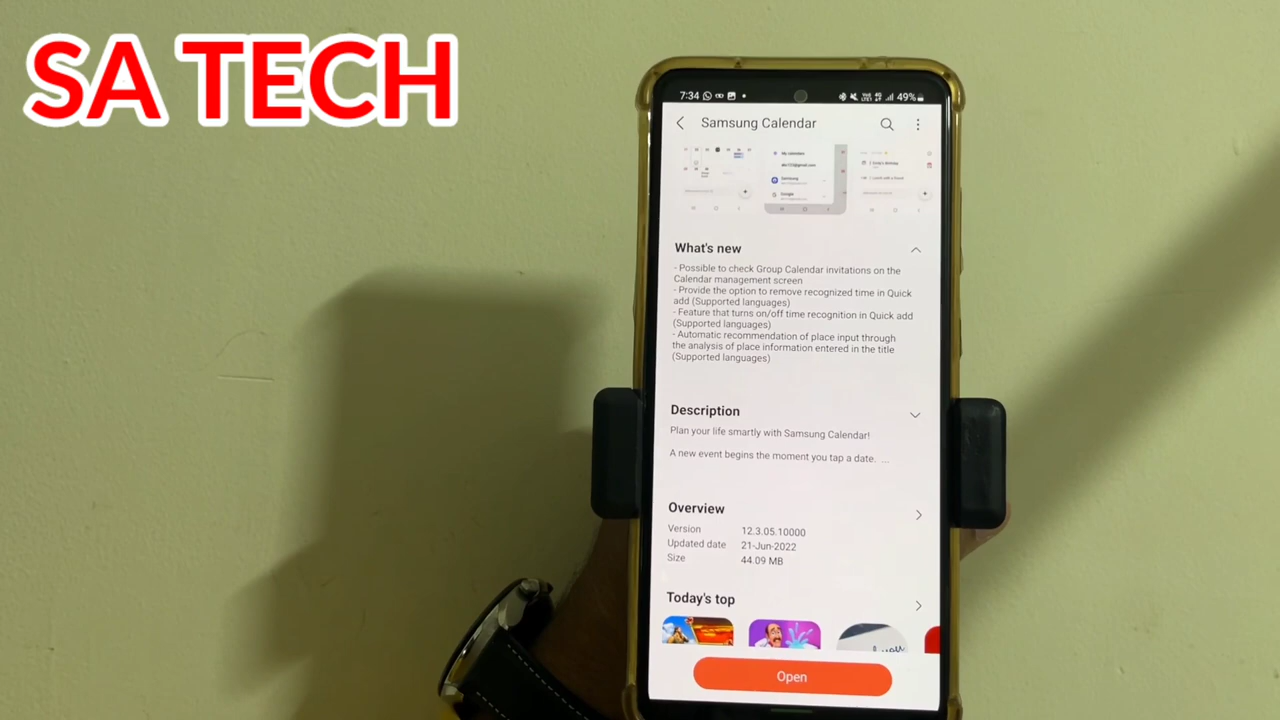 SA TECH
7:34
49%
Samsung Calendar
My calendars
Samsung
Google
What's new
- Possible to check Group Calendar invitations on the
Calendar management screen
- Provide the option to remove recognized time in Quick
add (Supported languages)
- Feature that turns on/off time recognition in Quick add
(Supported languages)
- Automatic recommendation of place input through
the analysis of place information entered in the title
(Supported languages)
Description
Plan your life smartly with Samsung Calendar!
A new event begins the moment you tap a date. ...
Overview
Version 12.3.05.10000
Updated date 21-Jun-2022
Size 44.09 MB
Today's top
Open